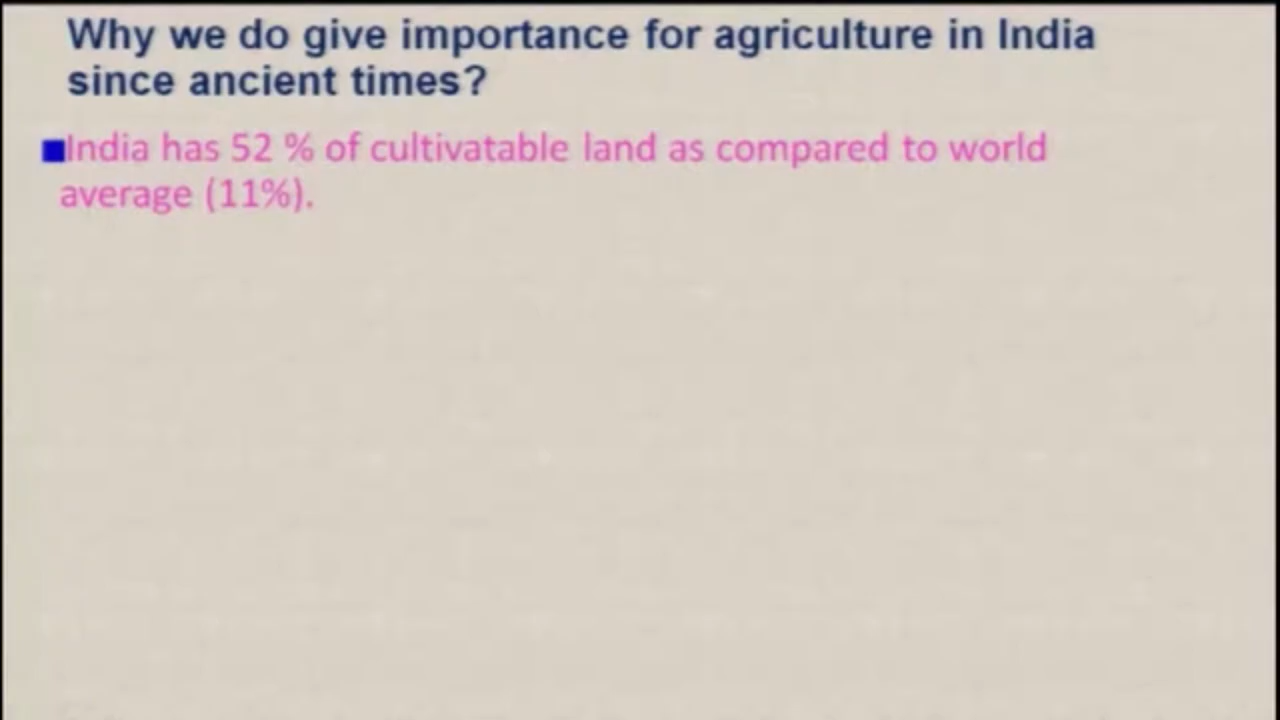 Why we do give importance for agriculture in India
since ancient times?
India has 52 % of cultivatable land as compared to world
average (11%).